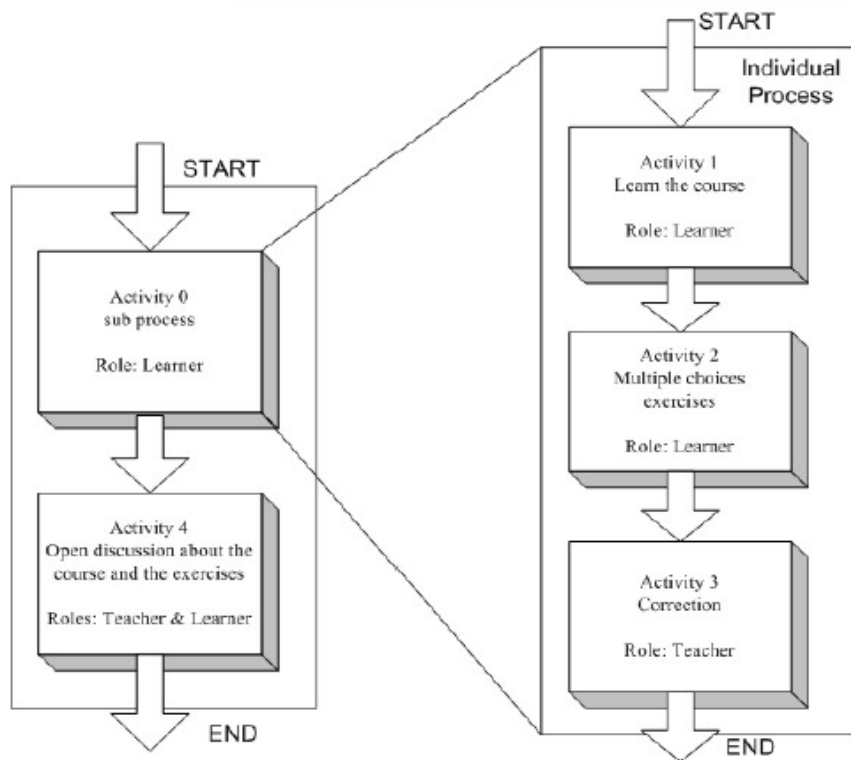 START
Activity 0
sub process
Role: Learner
Activity 4
Open discussion about the
course and the exercises
Roles: Teacher & Learner
END
START
Individual
Process
Activity 1
Learn the course
Role: Learner
Activity 2
Multiple choices
exercises
Role: Learner
Activity 3
Correction
Role: Teacher
END